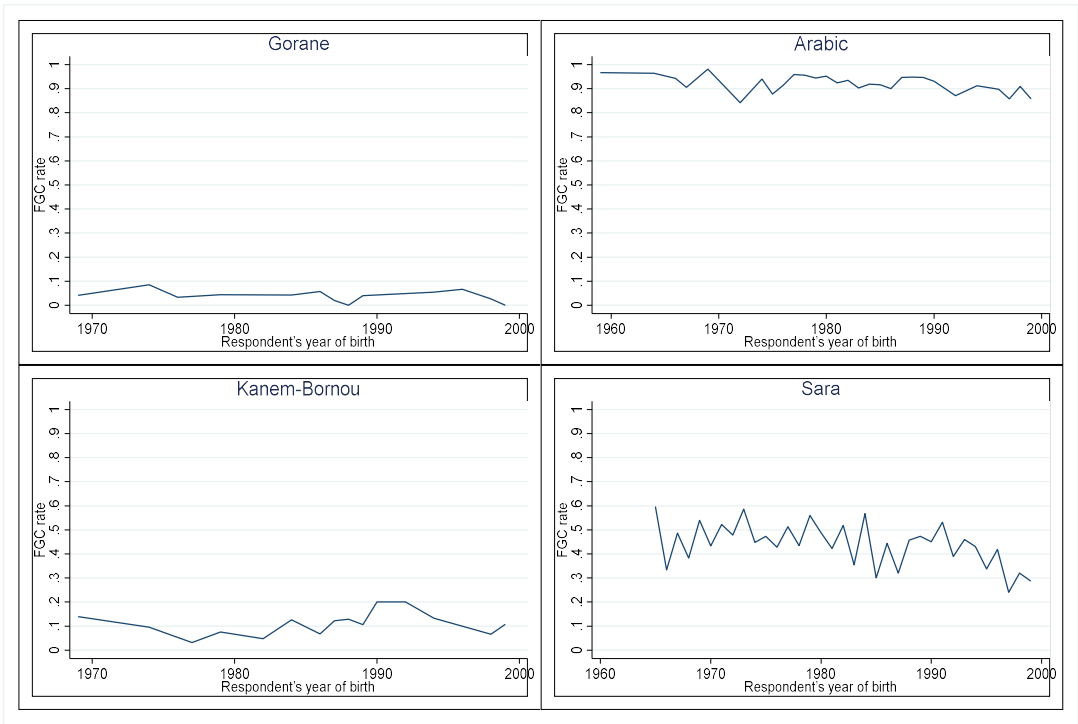 Gorane
FGC rate
0 .1 .2 .3 .4 .5 .6 .7 .8 .9 1
1970 1980 1990 2000
Respondent's year of birth
Arabic
FGC rate
0 .1 .2 .3 .4 .5 .6 .7 .8 .9 1
1960 1970 1980 1990 2000
Respondent's year of birth
Kanem-Bornou
FGC rate
0 .1 .2 .3 .4 .5 .6 .7 .8 .9 1
1970 1980 1990 2000
Respondent's year of birth
Sara
FGC rate
0 .1 .2 .3 .4 .5 .6 .7 .8 .9 1
1960 1970 1980 1990 2000
Respondent's year of birth